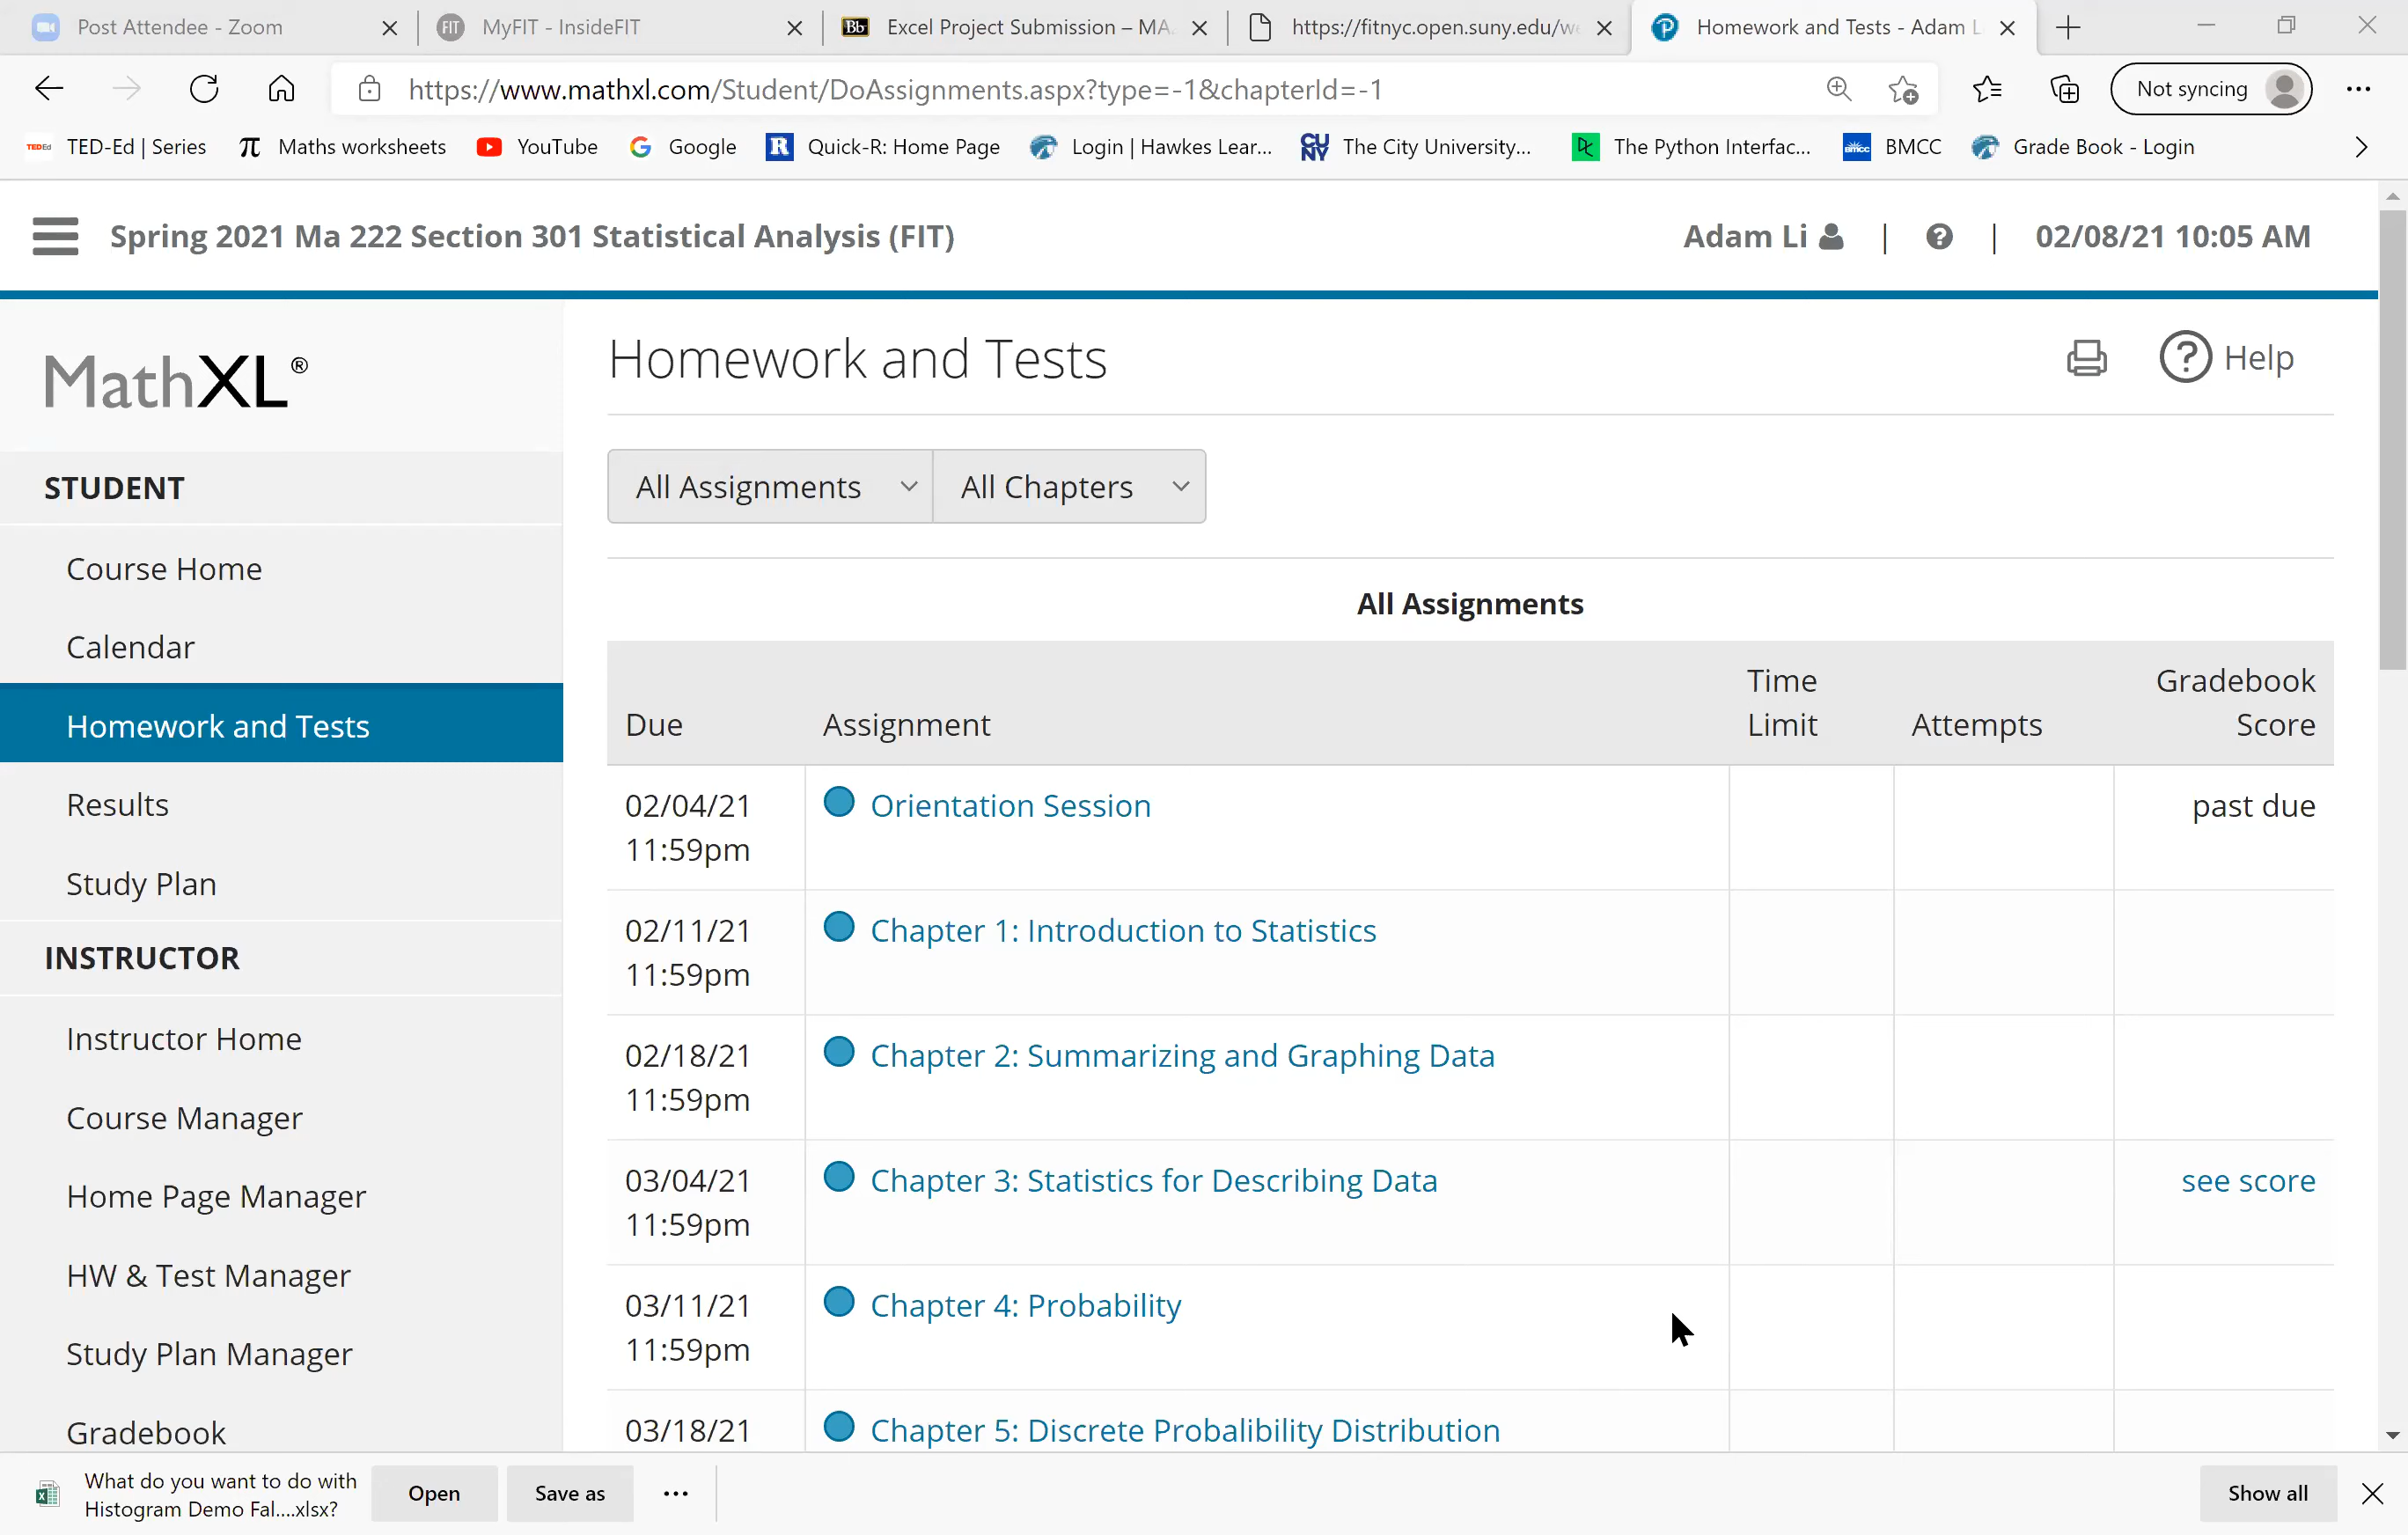 Post Attendee - Zoom
FIT MyFIT - InsideFIT
Bb Excel Project Submission – MA
https://fitnyc.open.suny.edu/we
Homework and Tests - Adam L
https://www.mathxl.com/Student/DoAssignments.aspx?type=-1&chapterId=-1
Not syncing
TED-Ed TED-Ed | Series
π Maths worksheets
YouTube
G Google
R Quick-R: Home Page
Login | Hawkes Lear...
CUNY The City University...
The Python Interfac...
BMCC BMCC
Grade Book - Login
Spring 2021 Ma 222 Section 301 Statistical Analysis (FIT)
Adam Li | ? | 02/08/21 10:05 AM
MathXL®
STUDENT
Course Home
Calendar
Homework and Tests
Results
Study Plan
INSTRUCTOR
Instructor Home
Course Manager
Home Page Manager
HW & Test Manager
Study Plan Manager
Gradebook
Homework and Tests
? Help
All Assignments
All Chapters
All Assignments
Due Assignment Time Limit Attempts Gradebook Score
02/04/21 Orientation Session past due
11:59pm
02/11/21 Chapter 1: Introduction to Statistics
11:59pm
02/18/21 Chapter 2: Summarizing and Graphing Data
11:59pm
03/04/21 Chapter 3: Statistics for Describing Data see score
11:59pm
03/11/21 Chapter 4: Probability
11:59pm
03/18/21 Chapter 5: Discrete Probalibility Distribution
What do you want to do with
Histogram Demo Fal....xlsx?
Open
Save as
Show all